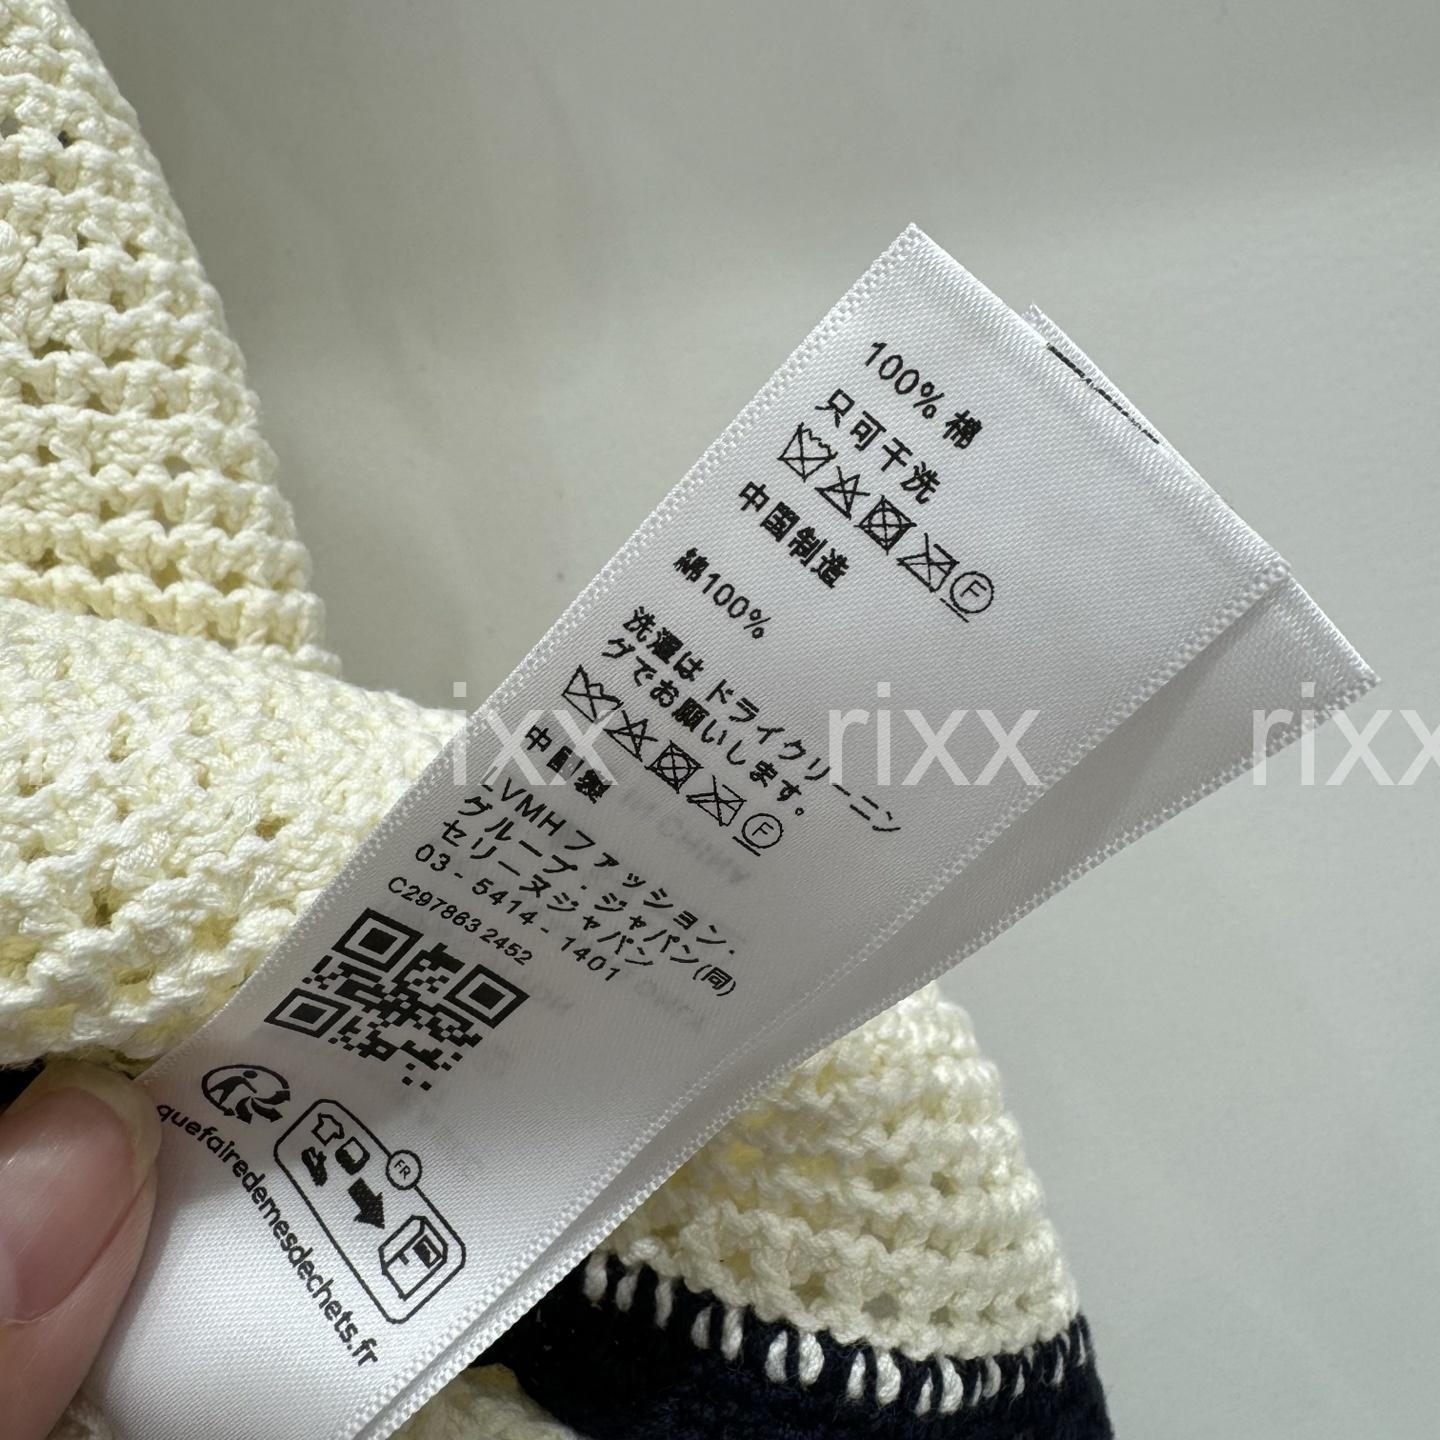 100% 棉
只可干洗
F
中国制造
綿100%
洗濯は ドライクリーニン
グでお願いします。
F
中国製
LVMH ファッション・
グループ・ジャパン(同)
セリーヌジャパン
03 - 5414 - 1401
C297863 2452
FR
quefairedemesdechets.fr
rixx rixx rixx rixx